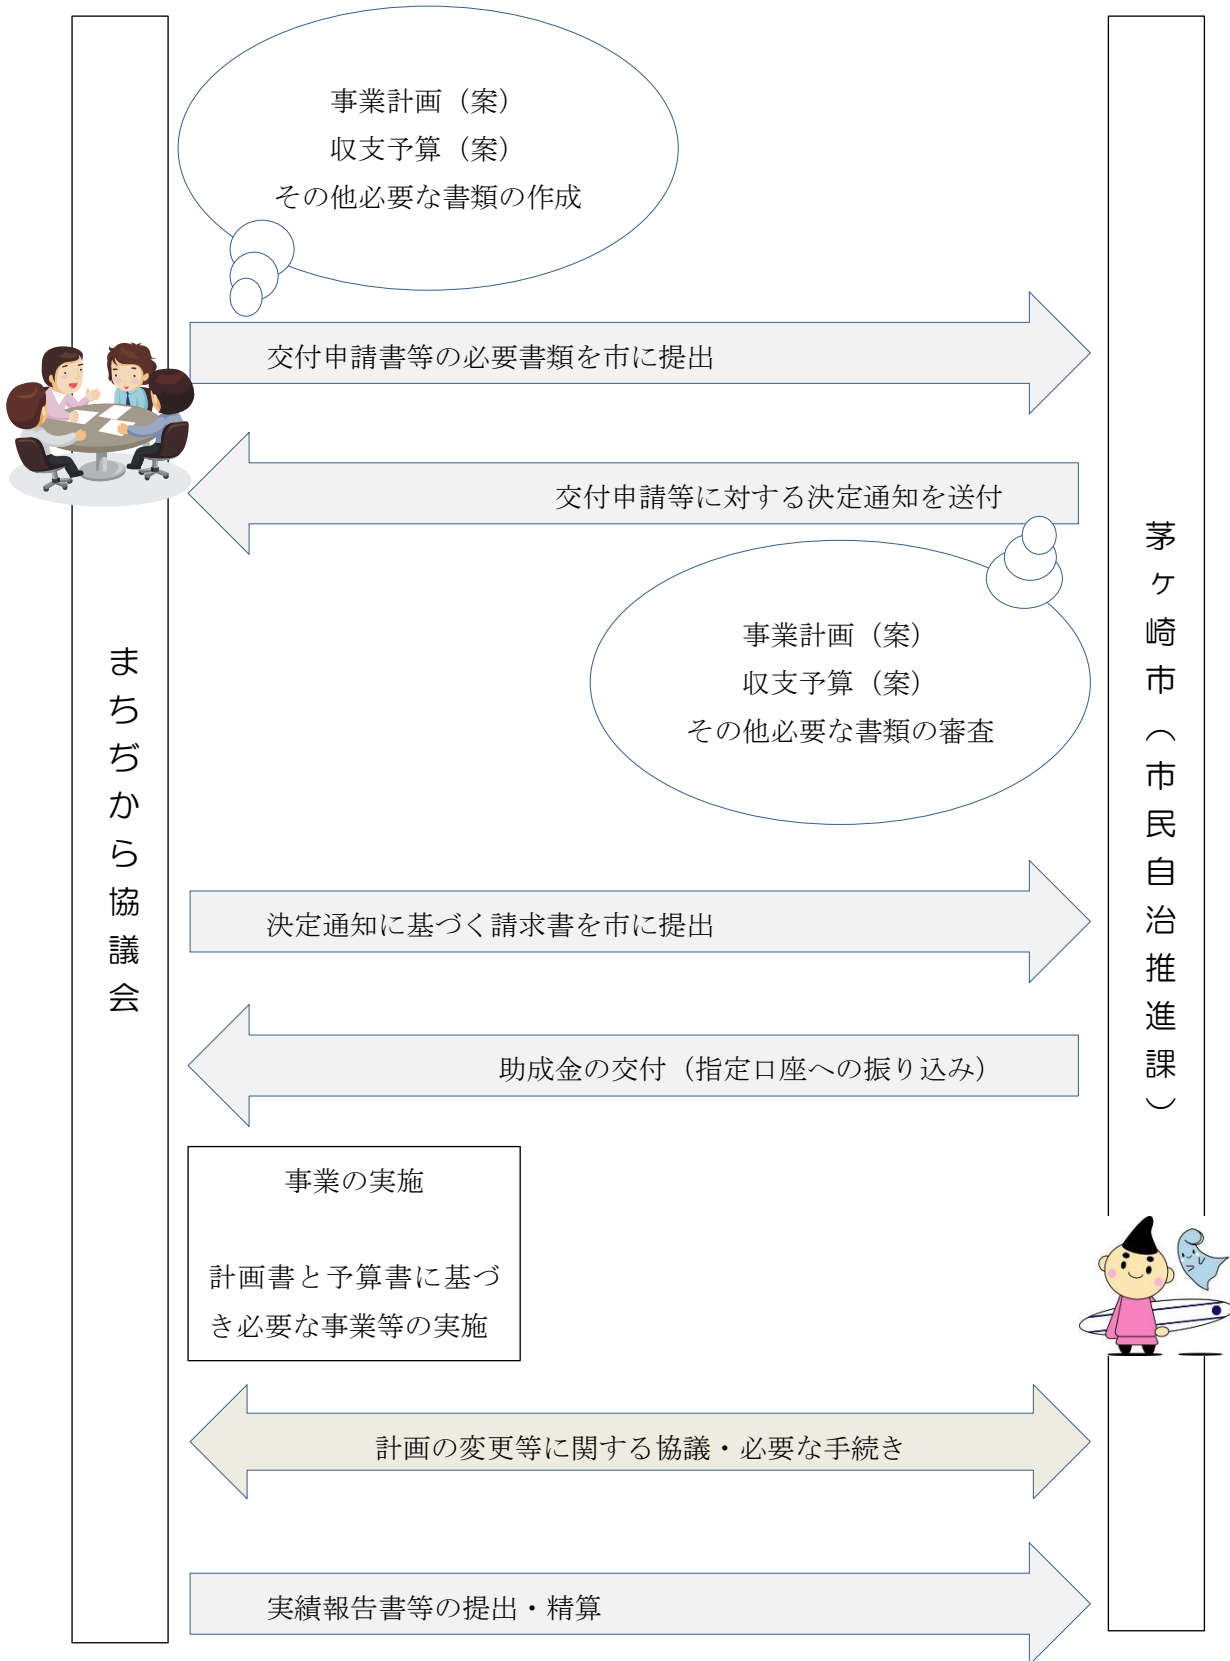 事業計画（案）
収支予算（案）
その他必要な書類の作成
交付申請書等の必要書類を市に提出
交付申請等に対する決定通知を送付
事業計画（案）
収支予算（案）
その他必要な書類の審査
まちぢから協議会
茅ヶ崎市（市民自治推進課）
決定通知に基づく請求書を市に提出
助成金の交付（指定口座への振り込み）
事業の実施
計画書と予算書に基づ
き必要な事業等の実施
計画の変更等に関する協議・必要な手続き
実績報告書等の提出・精算